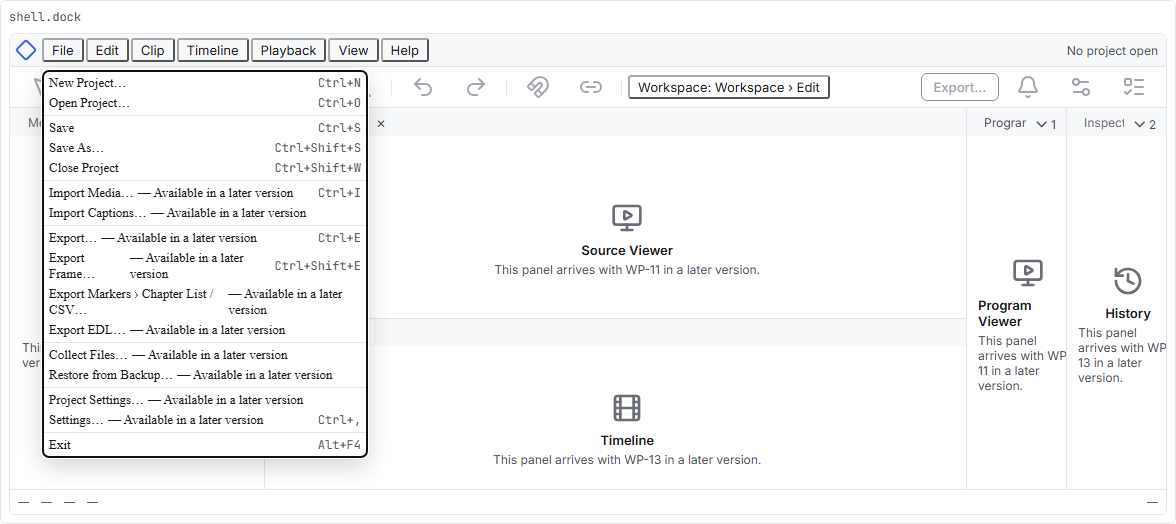 shell.dock
File Edit Clip Timeline Playback View Help No project open
Workspace: Workspace › Edit Export...
New Project… Ctrl+N
Open Project… Ctrl+O
Save Ctrl+S
Save As… Ctrl+Shift+S
Close Project Ctrl+Shift+W
Import Media… — Available in a later version Ctrl+I
Import Captions… — Available in a later version
Export… — Available in a later version Ctrl+E
Export Frame… — Available in a later version Ctrl+Shift+E
Export Markers › Chapter List / CSV… — Available in a later version
Export EDL… — Available in a later version
Collect Files… — Available in a later version
Restore from Backup… — Available in a later version
Project Settings… — Available in a later version
Settings… — Available in a later version Ctrl+,
Exit Alt+F4
×
Source Viewer
This panel arrives with WP-11 in a later version.
Timeline
This panel arrives with WP-13 in a later version.
Prograr 1
Program
Viewer
This panel
arrives with WP
11 in a later
version.
Inspect 2
History
This panel
arrives with WP
13 in a later
version.
— — — — —